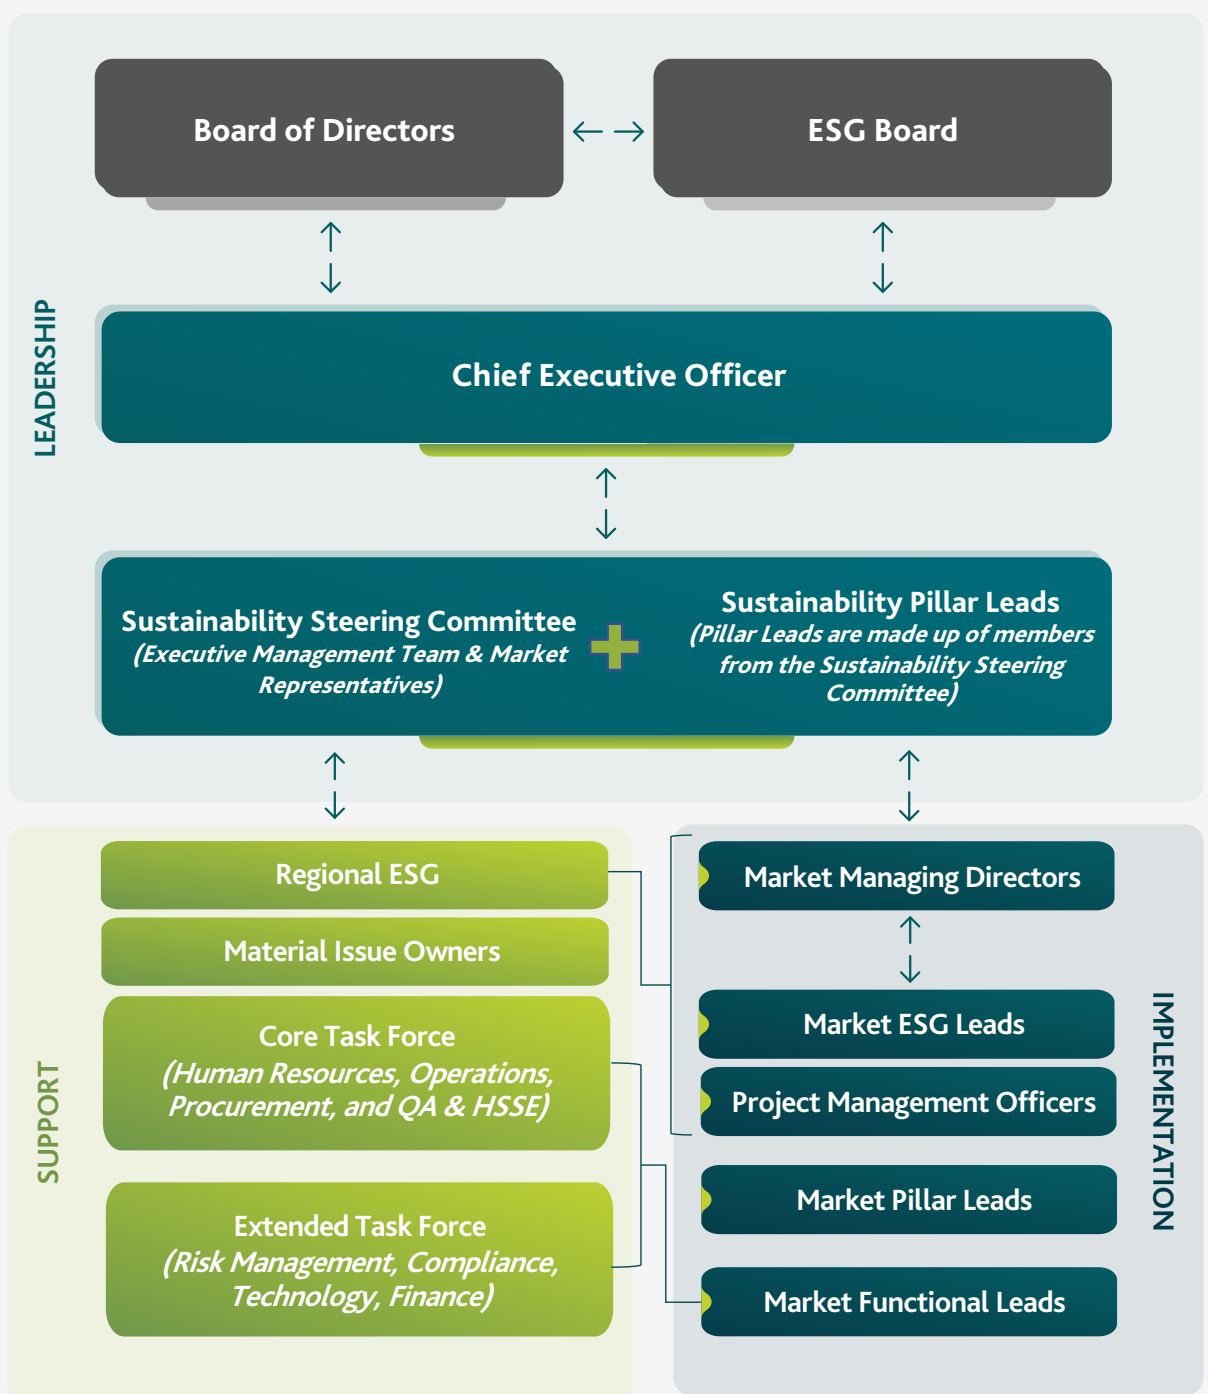 Board of Directors
ESG Board
LEADERSHIP
Chief Executive Officer
Sustainability Steering Committee
(Executive Management Team & Market
Representatives)
Sustainability Pillar Leads
(Pillar Leads are made up of members
from the Sustainability Steering
Committee)
SUPPORT
Regional ESG
Material Issue Owners
Core Task Force
(Human Resources, Operations,
Procurement, and QA & HSSE)
Extended Task Force
(Risk Management, Compliance,
Technology, Finance)
Market Managing Directors
Market ESG Leads
Project Management Officers
Market Pillar Leads
Market Functional Leads
IMPLEMENTATION